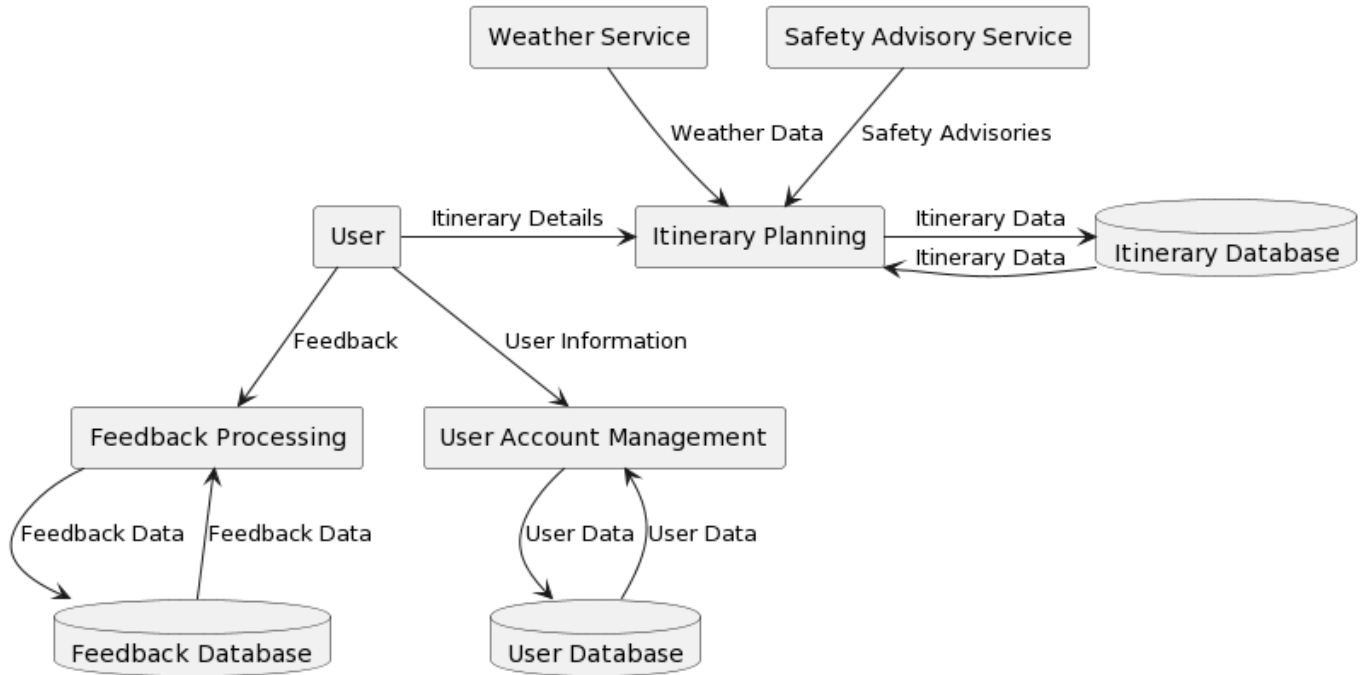 Weather Service
Safety Advisory Service
Weather Data
Safety Advisories
User
Itinerary Details
Itinerary Planning
Itinerary Data
Itinerary Data
Itinerary Database
Feedback
User Information
Feedback Processing
User Account Management
Feedback Data
Feedback Data
User Data
User Data
Feedback Database
User Database